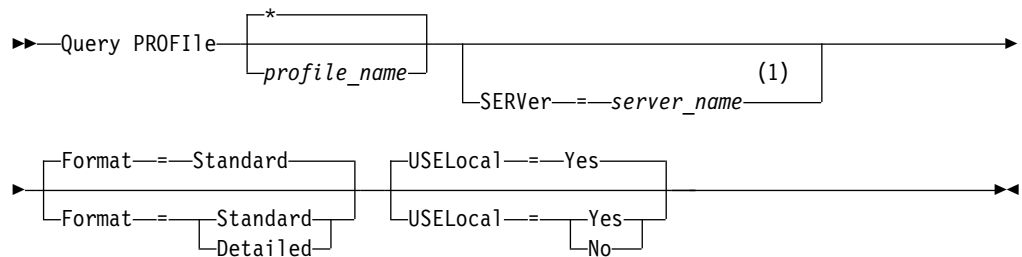 *
Query PROFIle
profile_name
(1)
SERVer = server_name
Format = Standard
USELocal = Yes
Format = Standard
USELocal = Yes
Detailed
No